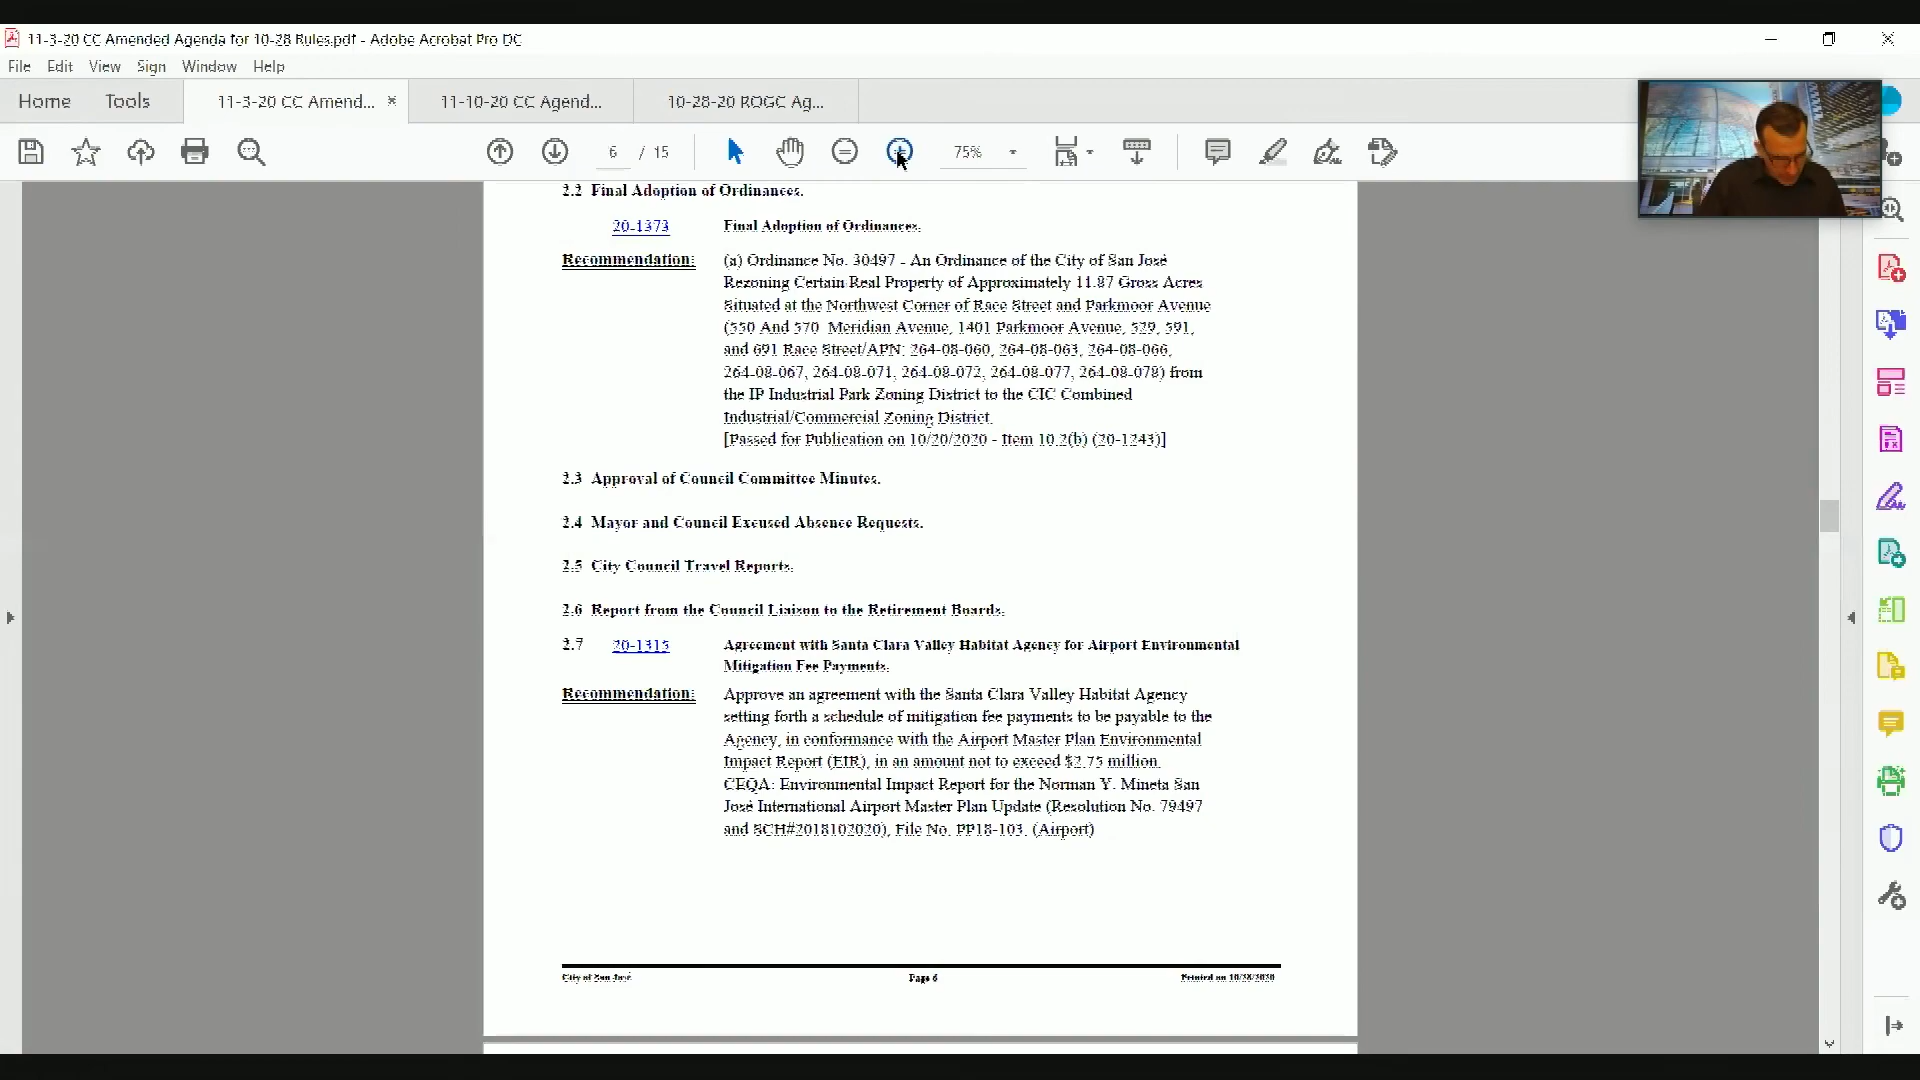 11-3-20 CC Amended Agenda for 10-28 Rules.pdf - Adobe Acrobat Pro DC
File Edit View Sign Window Help
Home Tools 11-3-20 CC Amend... × 11-10-20 CC Agend... 10-28-20 ROGC Ag...
6 / 15 75%
2.2 Final Adoption of Ordinances.
20-1373 Final Adoption of Ordinances.
Recommendation: (a) Ordinance No. 30497 - An Ordinance of the City of San José
Rezoning Certain Real Property of Approximately 11.87 Gross Acres
Situated at the Northwest Corner of Race Street and Parkmoor Avenue
(550 And 570 Meridian Avenue, 1401 Parkmoor Avenue, 529, 591,
and 691 Race Street/APN: 264-08-060, 264-08-063, 264-08-066,
264-08-067, 264-08-071, 264-08-072, 264-08-077, 264-08-078) from
the IP Industrial Park Zoning District to the CIC Combined
Industrial/Commercial Zoning District.
[Passed for Publication on 10/20/2020 - Item 10.2(b) (20-1243)]
2.3 Approval of Council Committee Minutes.
2.4 Mayor and Council Excused Absence Requests.
2.5 City Council Travel Reports.
2.6 Report from the Council Liaison to the Retirement Boards.
2.7 20-1315 Agreement with Santa Clara Valley Habitat Agency for Airport Environmental
Mitigation Fee Payments.
Recommendation: Approve an agreement with the Santa Clara Valley Habitat Agency
setting forth a schedule of mitigation fee payments to be payable to the
Agency, in conformance with the Airport Master Plan Environmental
Impact Report (EIR), in an amount not to exceed $2.75 million.
CEQA: Environmental Impact Report for the Norman Y. Mineta San
José International Airport Master Plan Update (Resolution No. 79497
and SCH#2018102020), File No. PP18-103. (Airport)
City of San José Page 6 Printed on 10/28/2020